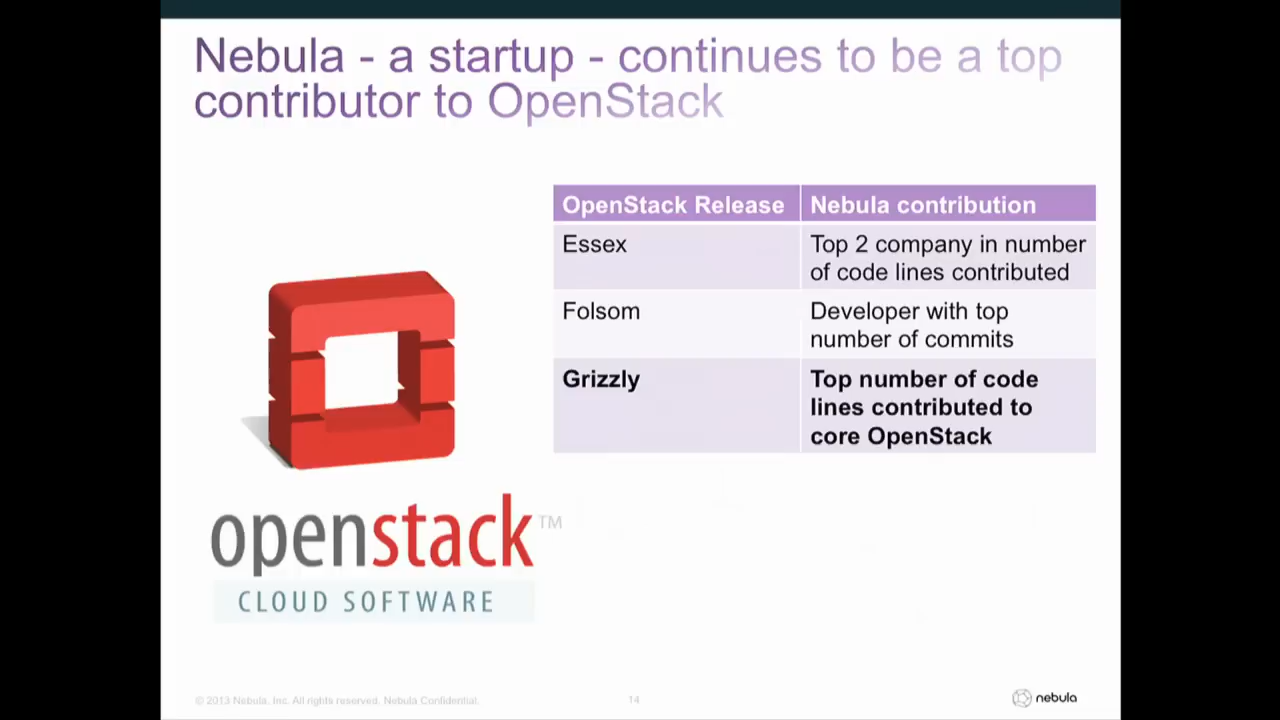 Nebula - a startup - continues to be a top
contributor to OpenStack
OpenStack Release
Nebula contribution
Essex
Top 2 company in number
of code lines contributed
Folsom
Developer with top
number of commits
Grizzly
Top number of code
lines contributed to
core OpenStack
openstack™
CLOUD SOFTWARE
© 2013 Nebula, Inc. All rights reserved. Nebula Confidential.
14
nebula